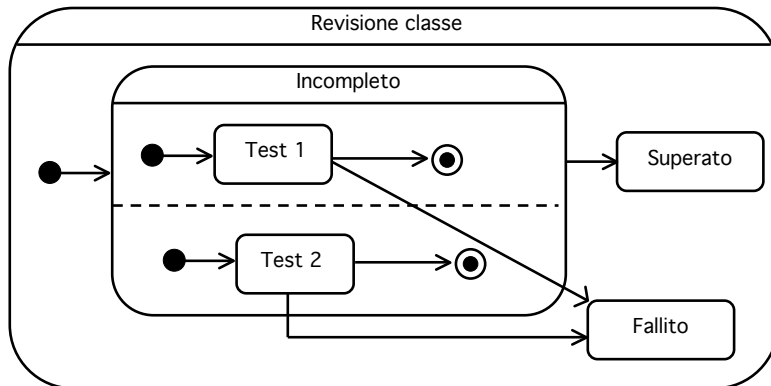 Revisione classe
Incompleto
Test 1
Superato
Test 2
Fallito